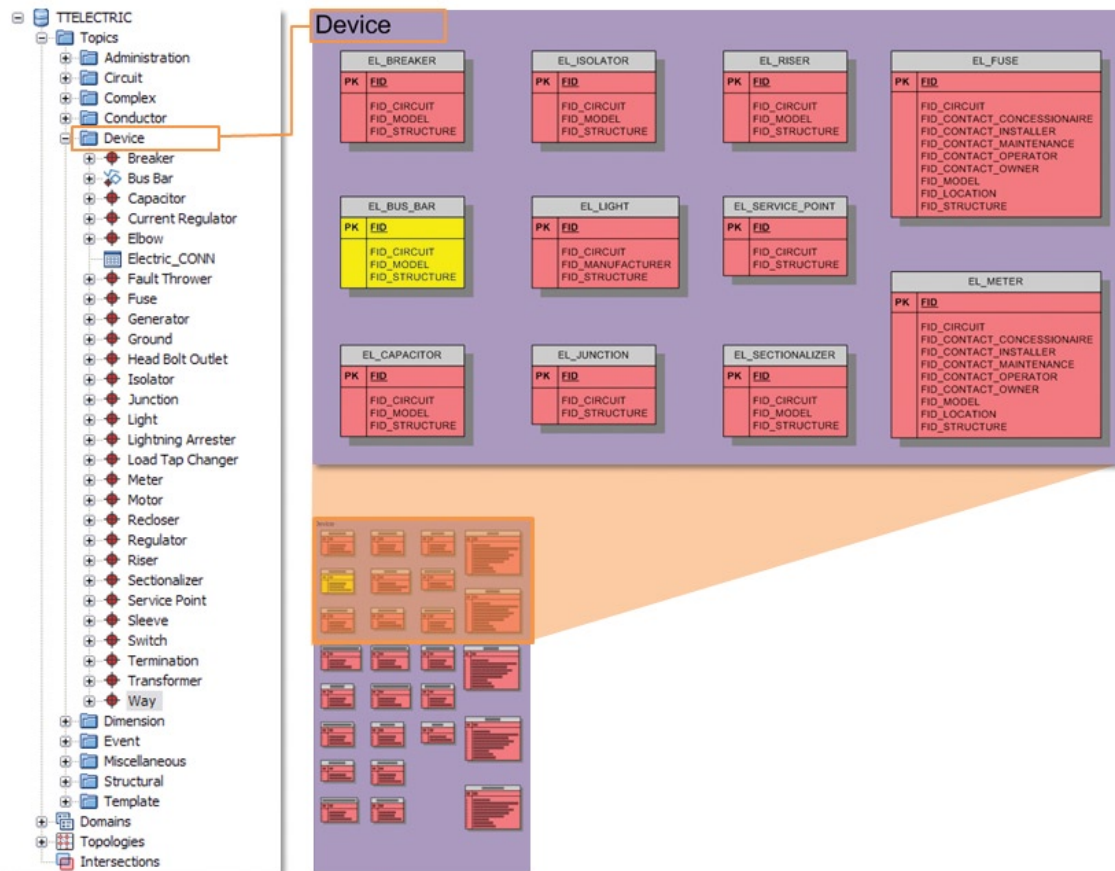 TTELECTRIC
Topics
Administration
Circuit
Complex
Conductor
Device
Breaker
Bus Bar
Capacitor
Current Regulator
Elbow
Electric_CONN
Fault Thrower
Fuse
Generator
Ground
Head Bolt Outlet
Isolator
Junction
Light
Lightning Arrester
Load Tap Changer
Meter
Motor
Recloser
Regulator
Riser
Sectionalizer
Service Point
Sleeve
Switch
Termination
Transformer
Way
Dimension
Event
Miscellaneous
Structural
Template
Domains
Topologies
Intersections
Device
EL_BREAKER
PK FID
FID_CIRCUIT
FID_MODEL
FID_STRUCTURE
EL_ISOLATOR
PK FID
FID_CIRCUIT
FID_MODEL
FID_STRUCTURE
EL_RISER
PK FID
FID_CIRCUIT
FID_MODEL
FID_STRUCTURE
EL_FUSE
PK FID
FID_CIRCUIT
FID_CONTACT_CONCESSIONAIRE
FID_CONTACT_INSTALLER
FID_CONTACT_MAINTENANCE
FID_CONTACT_OPERATOR
FID_CONTACT_OWNER
FID_MODEL
FID_LOCATION
FID_STRUCTURE
EL_BUS_BAR
PK FID
FID_CIRCUIT
FID_MODEL
FID_STRUCTURE
EL_LIGHT
PK FID
FID_CIRCUIT
FID_MANUFACTURER
FID_STRUCTURE
EL_SERVICE_POINT
PK FID
FID_CIRCUIT
FID_STRUCTURE
EL_METER
PK FID
FID_CIRCUIT
FID_CONTACT_CONCESSIONAIRE
FID_CONTACT_INSTALLER
FID_CONTACT_MAINTENANCE
FID_CONTACT_OPERATOR
FID_CONTACT_OWNER
FID_MODEL
FID_LOCATION
FID_STRUCTURE
EL_CAPACITOR
PK FID
FID_CIRCUIT
FID_MODEL
FID_STRUCTURE
EL_JUNCTION
PK FID
FID_CIRCUIT
FID_STRUCTURE
EL_SECTIONALIZER
PK FID
FID_CIRCUIT
FID_MODEL
FID_STRUCTURE
Device